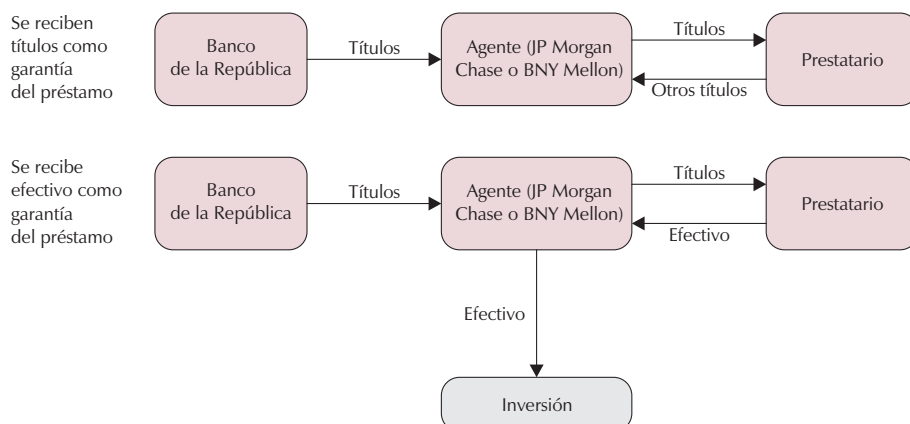 Se reciben
títulos como
garantía
del préstamo
Banco
de la República
Títulos
Agente (JP Morgan
Chase o BNY Mellon)
Títulos
Otros títulos
Prestatario
Se recibe
efectivo como
garantía
del préstamo
Banco
de la República
Títulos
Agente (JP Morgan
Chase o BNY Mellon)
Títulos
Efectivo
Prestatario
Efectivo
Inversión